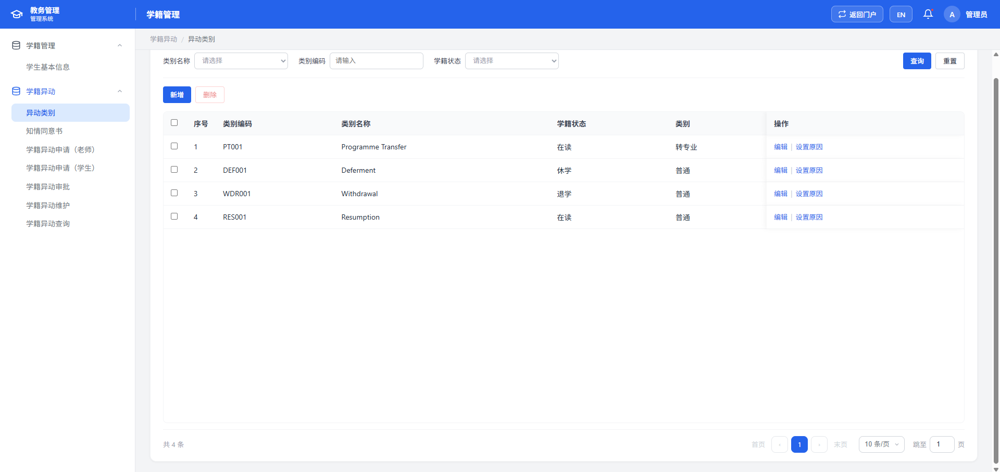 教务管理
管理系统
学籍管理
返回门户
EN
A
管理员
学籍管理
学生基本信息
学籍异动
异动类别
知情同意书
学籍异动申请（老师）
学籍异动申请（学生）
学籍异动审批
学籍异动维护
学籍异动查询
学籍异动 / 异动类别
类别名称 请选择 类别编码 请输入 学籍状态 请选择 查询 重置
新增 删除
序号 类别编码 类别名称 学籍状态 类别 操作
1 PT001 Programme Transfer 在读 转专业 编辑 | 设置原因
2 DEF001 Deferment 休学 普通 编辑 | 设置原因
3 WDR001 Withdrawal 退学 普通 编辑 | 设置原因
4 RES001 Resumption 在读 普通 编辑 | 设置原因
共 4 条 首页 ‹ 1 › 末页 10 条/页 跳至 1 页